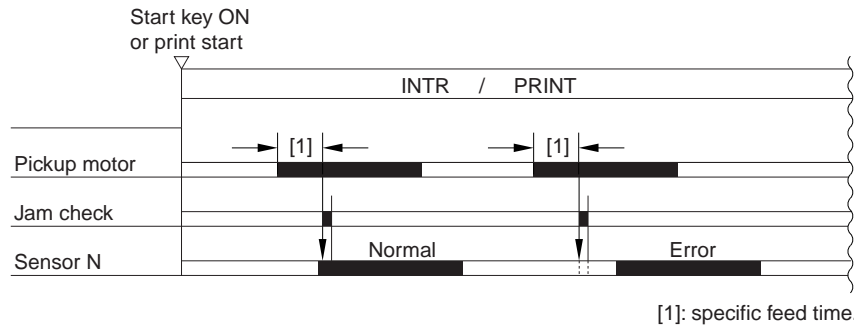 Start key ON
or print start
INTR / PRINT
[1] [1]
Pickup motor
Jam check
Normal Error
Sensor N
[1]: specific feed time.